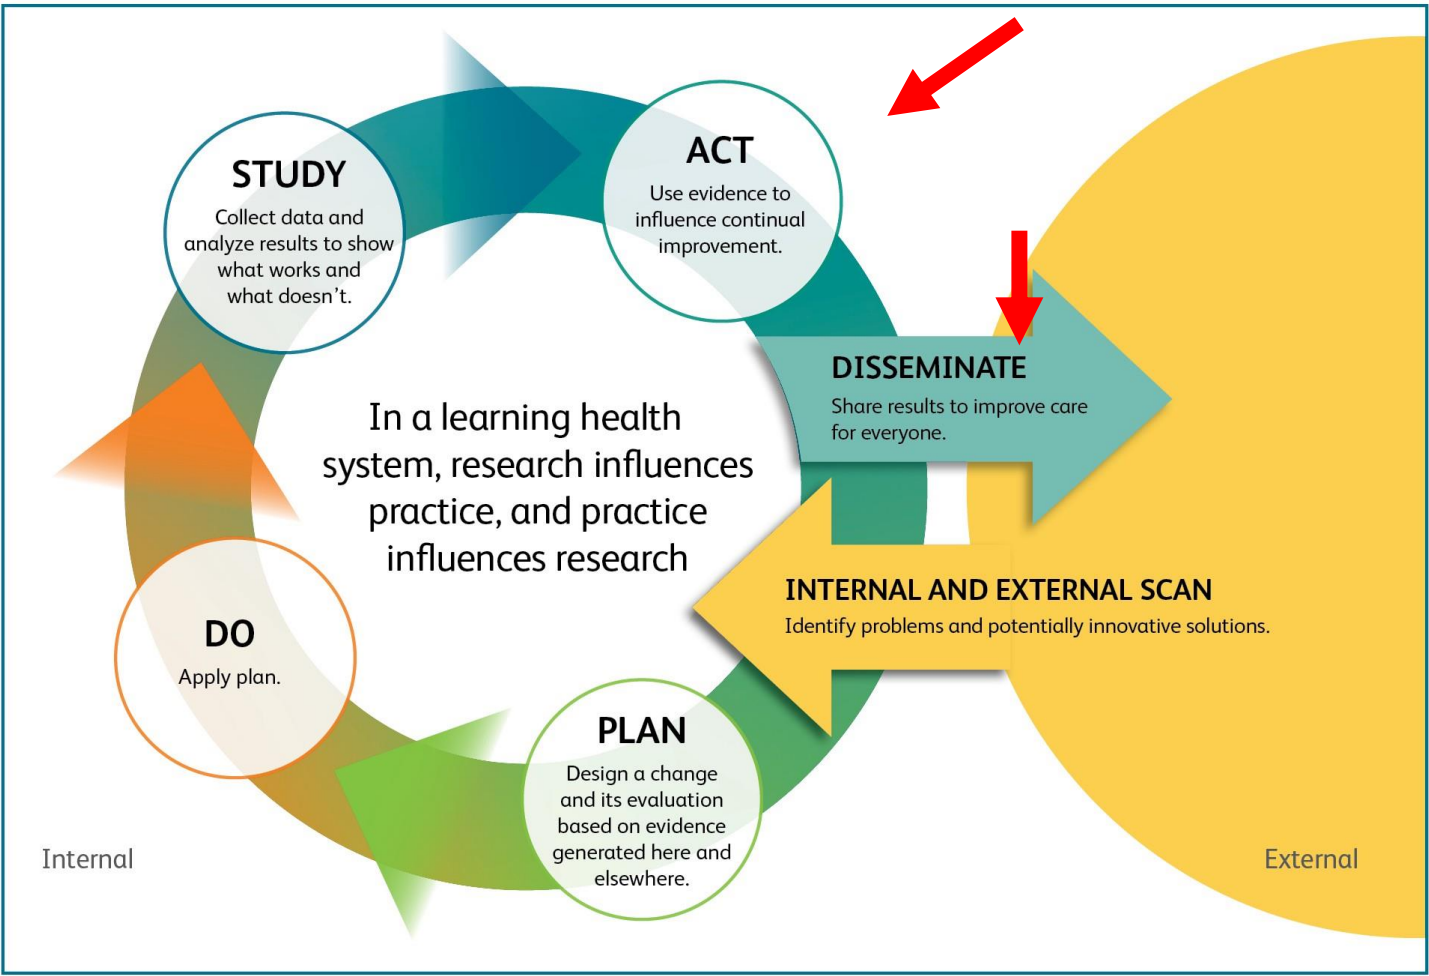 STUDY
Collect data and
analyze results to show
what works and
what doesn't.
ACT
Use evidence to
influence continual
improvement.
DISSEMINATE
Share results to improve care
for everyone.
In a learning health
system, research influences
practice, and practice
influences research
INTERNAL AND EXTERNAL SCAN
Identify problems and potentially innovative solutions.
DO
Apply plan.
PLAN
Design a change
and its evaluation
based on evidence
generated here and
elsewhere.
Internal
External